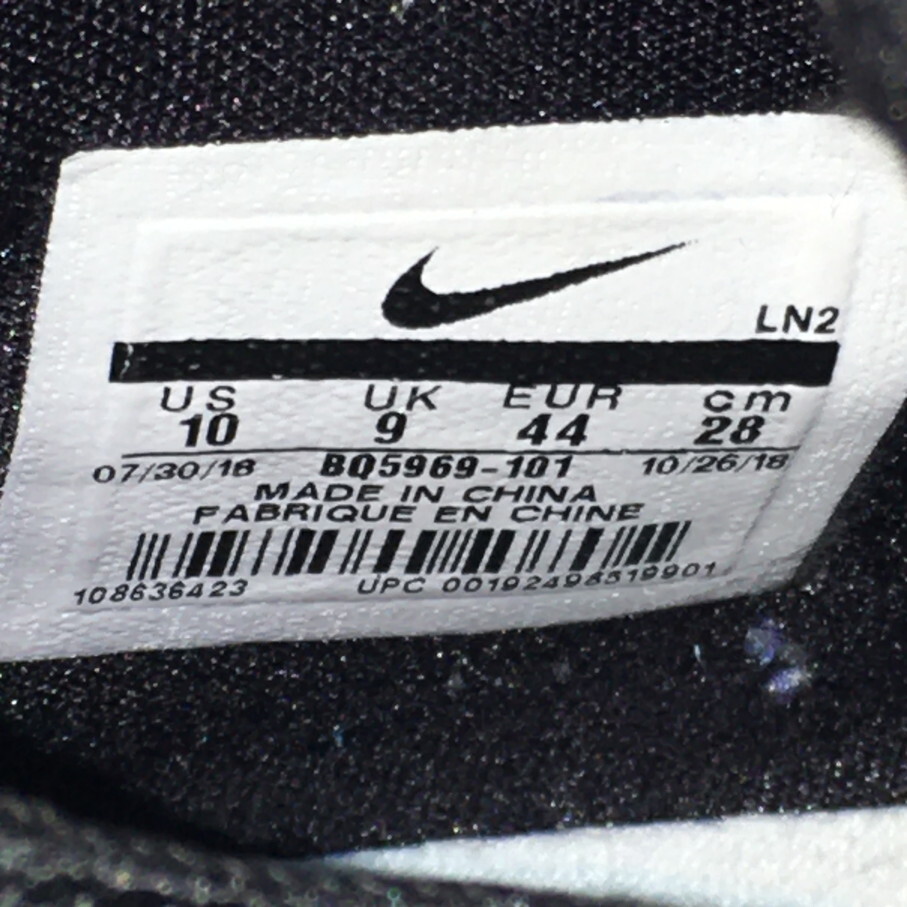 LN2
US UK EUR cm
10 9 44 28
07/30/18 BQ5969-101 10/26/18
MADE IN CHINA
FABRIQUE EN CHINE
108636423 UPC 00192498519901